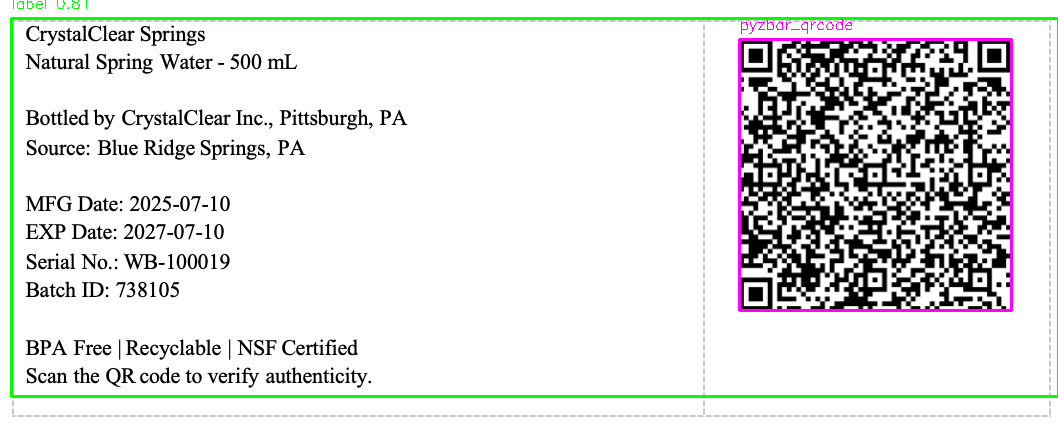 label 0.81
pyzbar_qrcode
CrystalClear Springs
Natural Spring Water - 500 mL
Bottled by CrystalClear Inc., Pittsburgh, PA
Source: Blue Ridge Springs, PA
MFG Date: 2025-07-10
EXP Date: 2027-07-10
Serial No.: WB-100019
Batch ID: 738105
BPA Free | Recyclable | NSF Certified
Scan the QR code to verify authenticity.